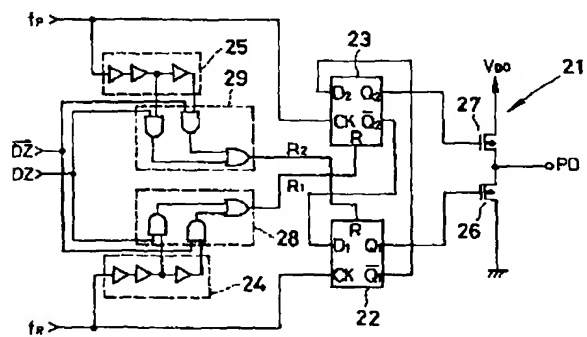 fP
25
23
21
29
D₂ Q₂
VDD
27
CK Q̅₂
R
D̅Z̅
DZ
R₂
R₁
PD
R
28
26
D₁ Q₁
24
CK Q̅₁
fR
22